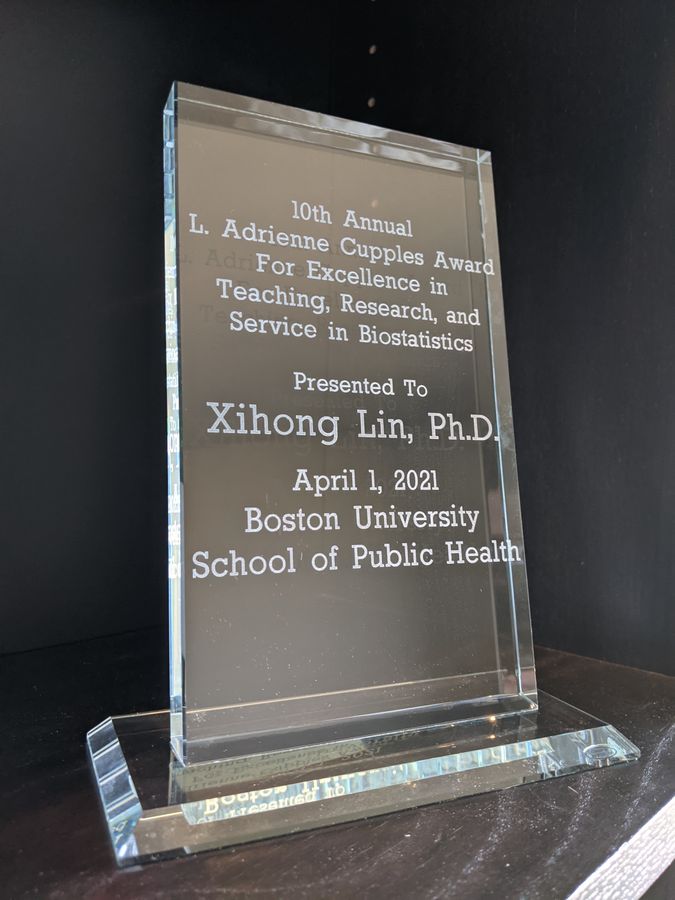 10th Annual
L. Adrienne Cupples Award
For Excellence in
Teaching, Research, and
Service in Biostatistics
Presented To
Xihong Lin, Ph.D.
April 1, 2021
Boston University
School of Public Health